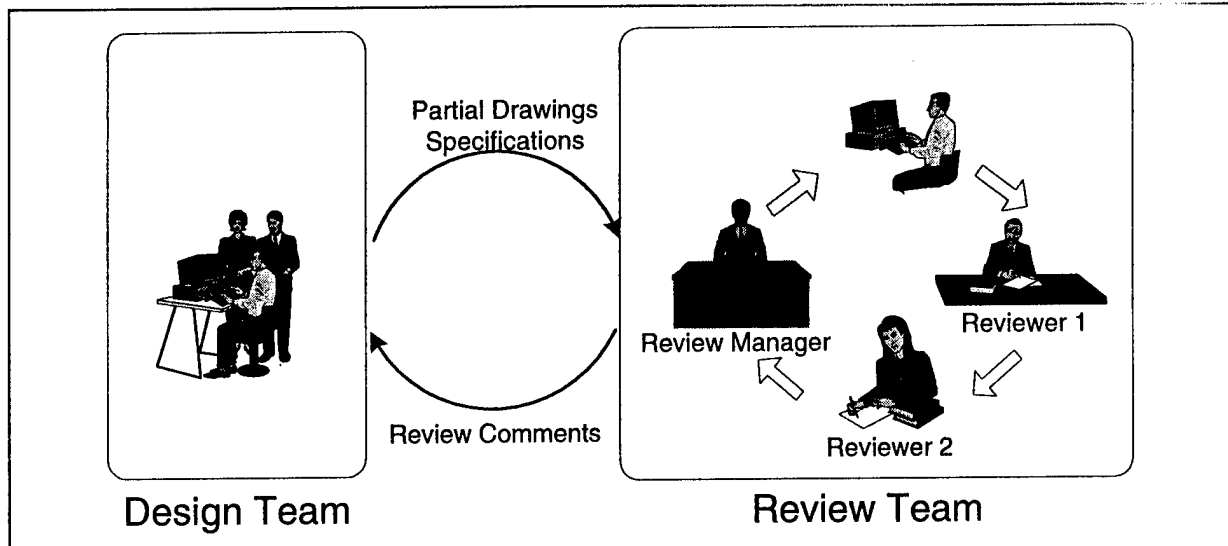 Partial Drawings
Specifications
Review Manager
Reviewer 1
Reviewer 2
Review Comments
Design Team
Review Team